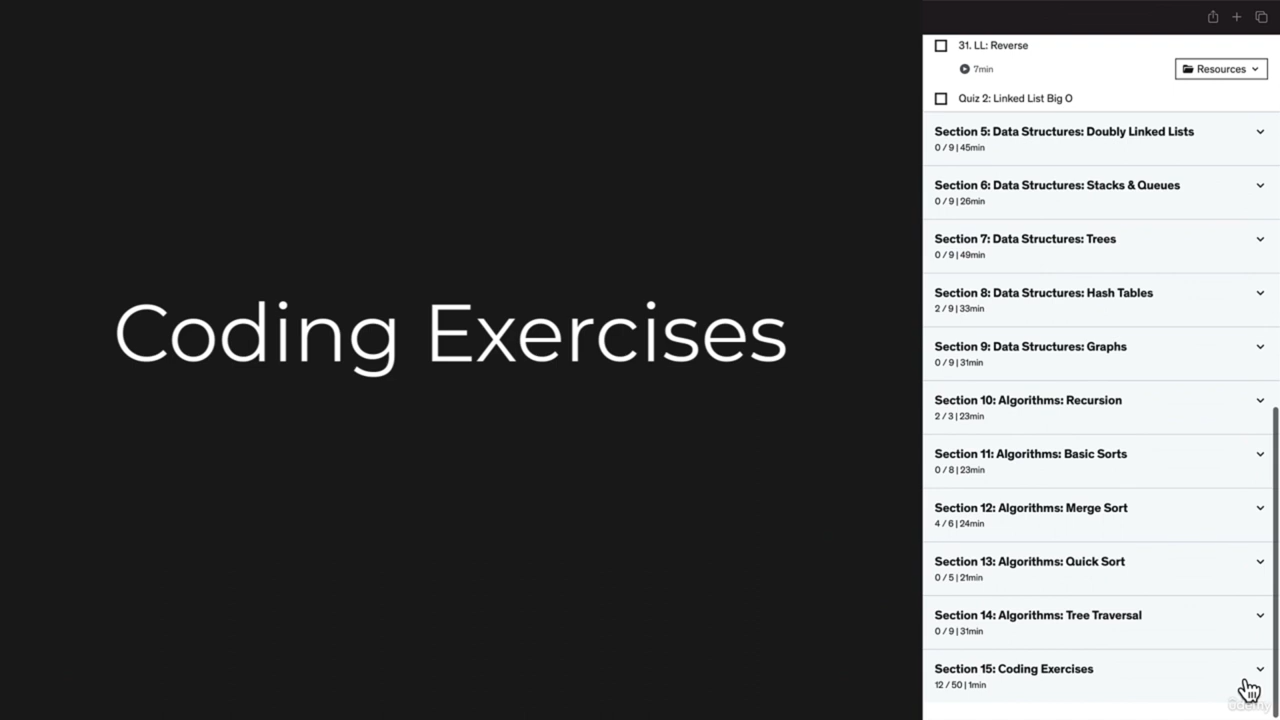 Coding Exercises
31. LL: Reverse
7min
Resources
Quiz 2: Linked List Big O
Section 5: Data Structures: Doubly Linked Lists
0 / 9 | 45min
Section 6: Data Structures: Stacks & Queues
0 / 9 | 26min
Section 7: Data Structures: Trees
0 / 9 | 49min
Section 8: Data Structures: Hash Tables
2 / 9 | 33min
Section 9: Data Structures: Graphs
0 / 9 | 31min
Section 10: Algorithms: Recursion
2 / 3 | 23min
Section 11: Algorithms: Basic Sorts
0 / 8 | 23min
Section 12: Algorithms: Merge Sort
4 / 6 | 24min
Section 13: Algorithms: Quick Sort
0 / 5 | 21min
Section 14: Algorithms: Tree Traversal
0 / 9 | 31min
Section 15: Coding Exercises
12 / 50 | 1min
udemy